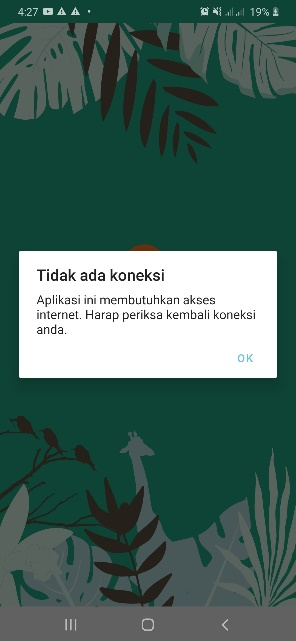 4:27
19%
Tidak ada koneksi
Aplikasi ini membutuhkan akses
internet. Harap periksa kembali koneksi
anda.
OK